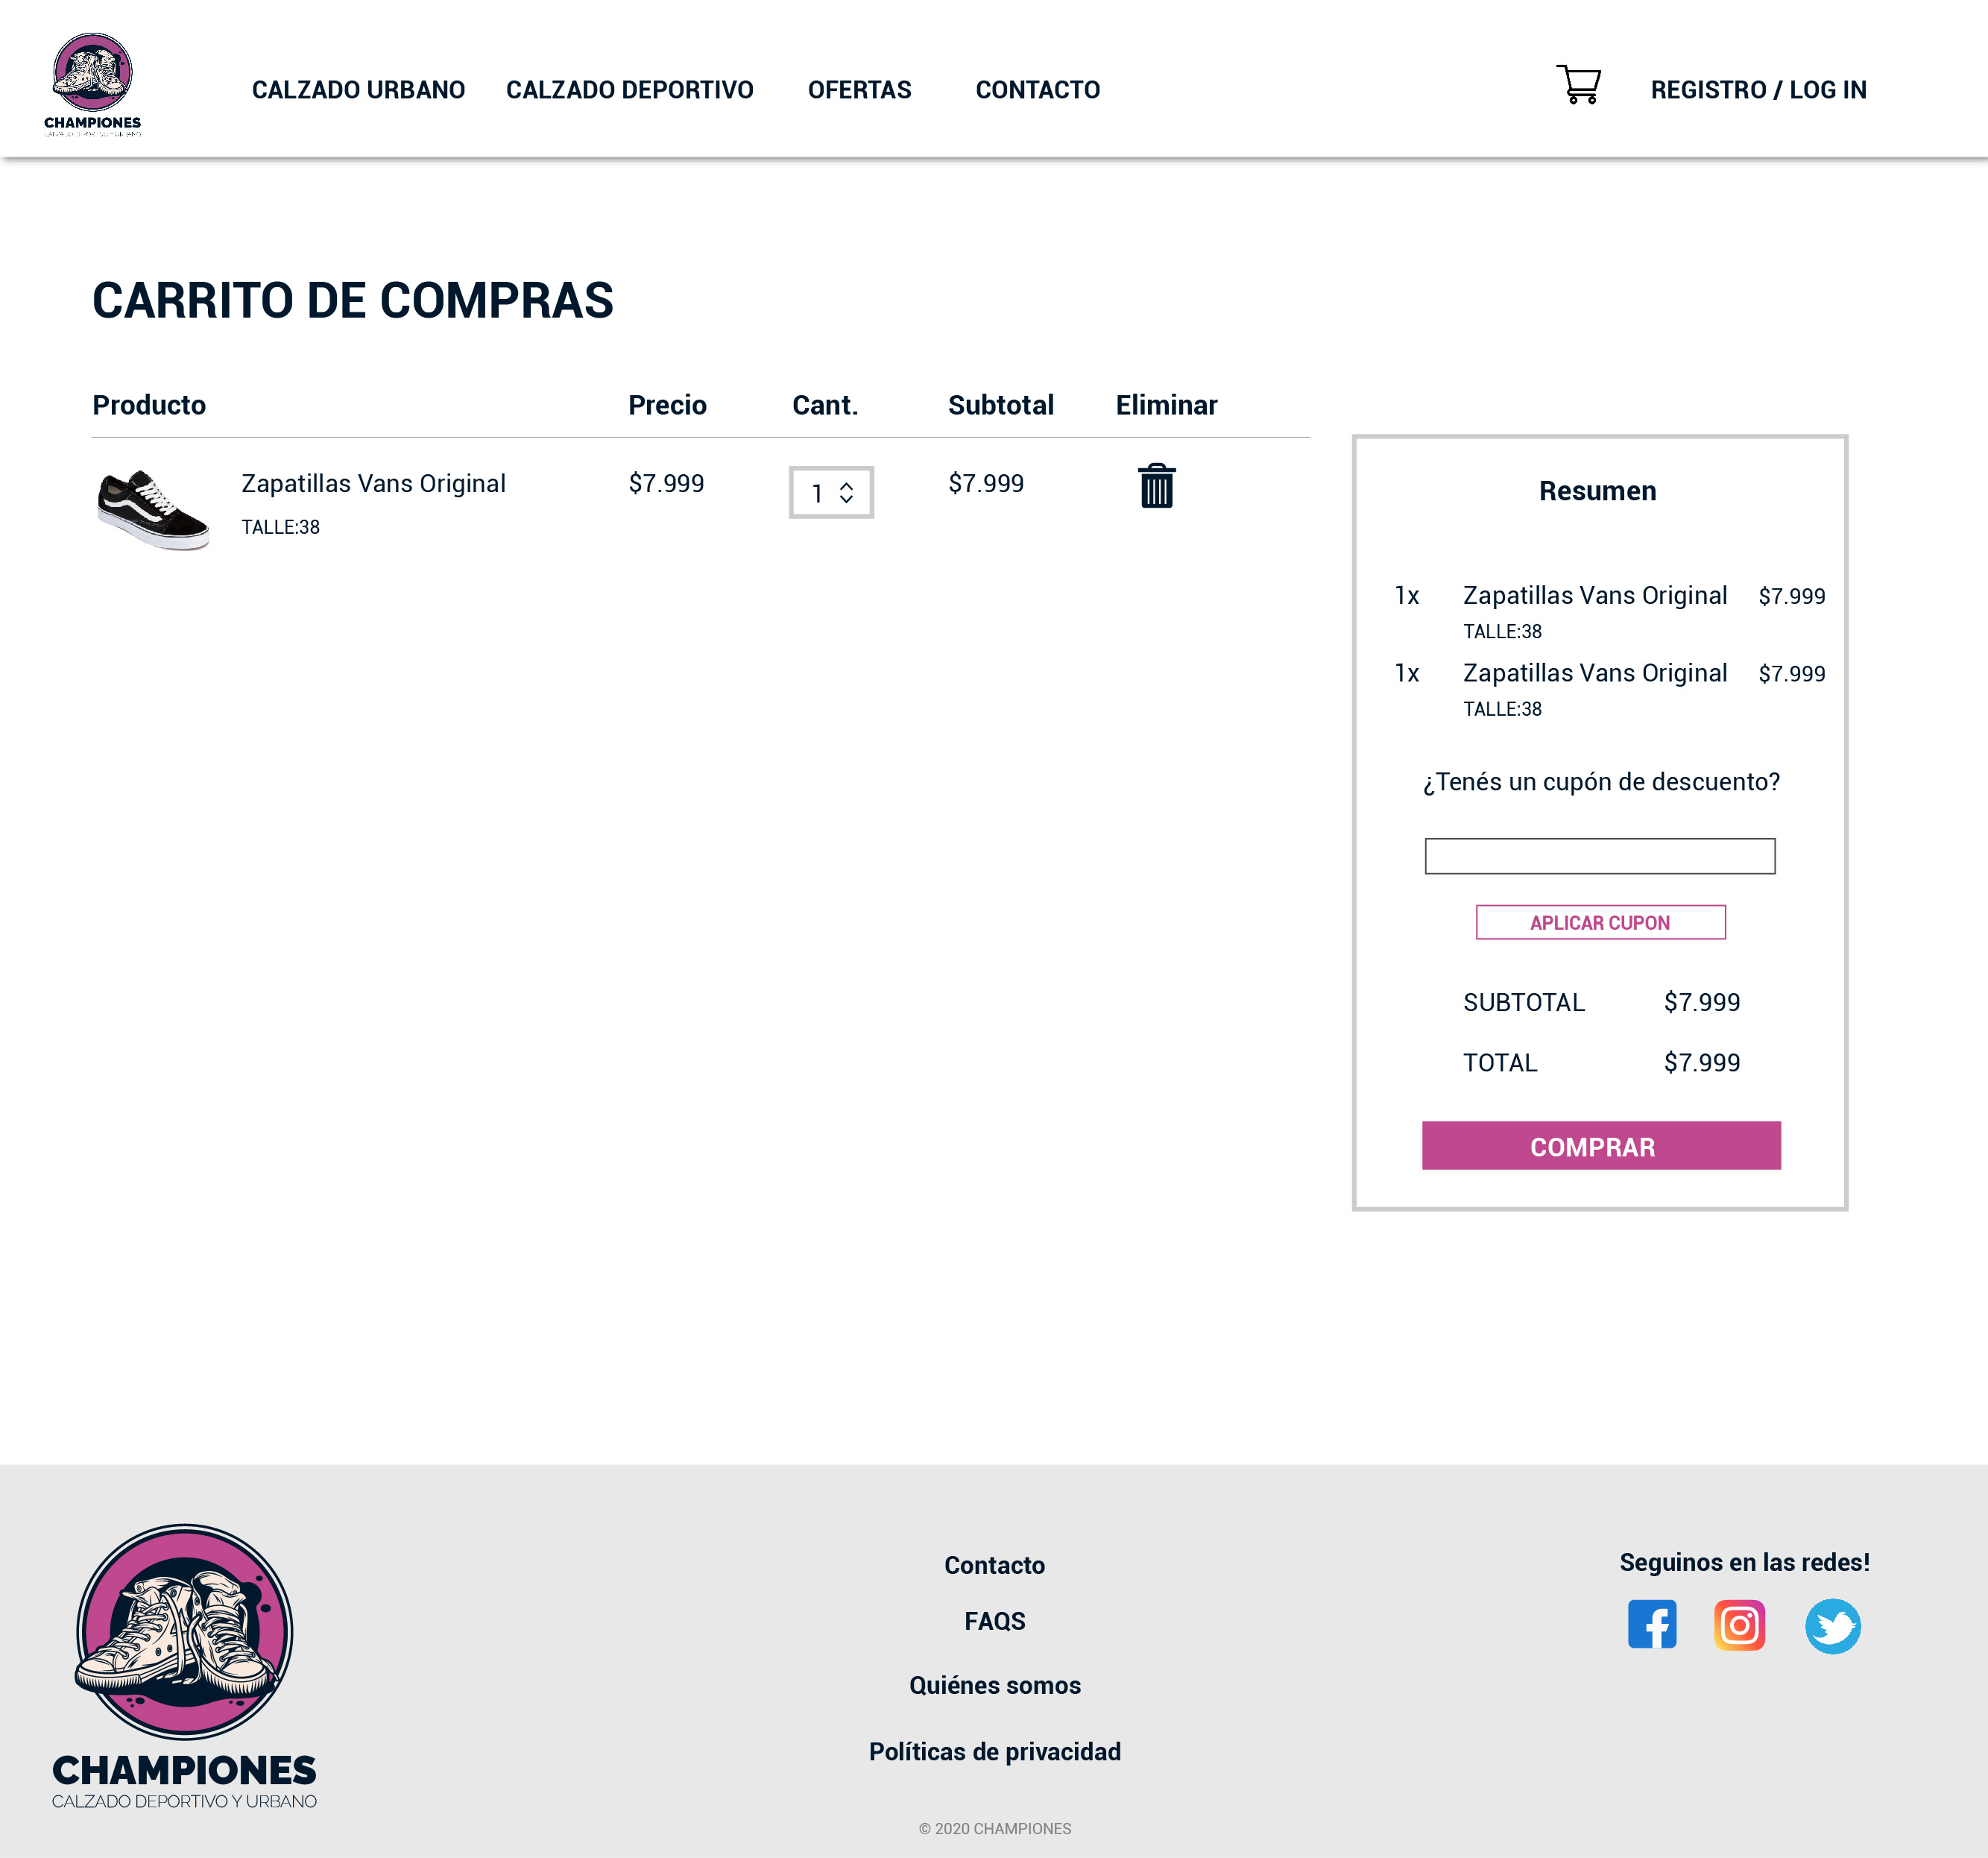 CHAMPIONES
CALZADO DEPORTIVO Y URBANO
CALZADO URBANO CALZADO DEPORTIVO OFERTAS CONTACTO REGISTRO / LOG IN
CARRITO DE COMPRAS
Producto Precio Cant. Subtotal Eliminar
Zapatillas Vans Original $7.999 1 $7.999
TALLE:38
Resumen
1x Zapatillas Vans Original $7.999
TALLE:38
1x Zapatillas Vans Original $7.999
TALLE:38
¿Tenés un cupón de descuento?
APLICAR CUPON
SUBTOTAL $7.999
TOTAL $7.999
COMPRAR
CHAMPIONES
CALZADO DEPORTIVO Y URBANO
Contacto
FAQS
Quiénes somos
Políticas de privacidad
© 2020 CHAMPIONES
Seguinos en las redes!